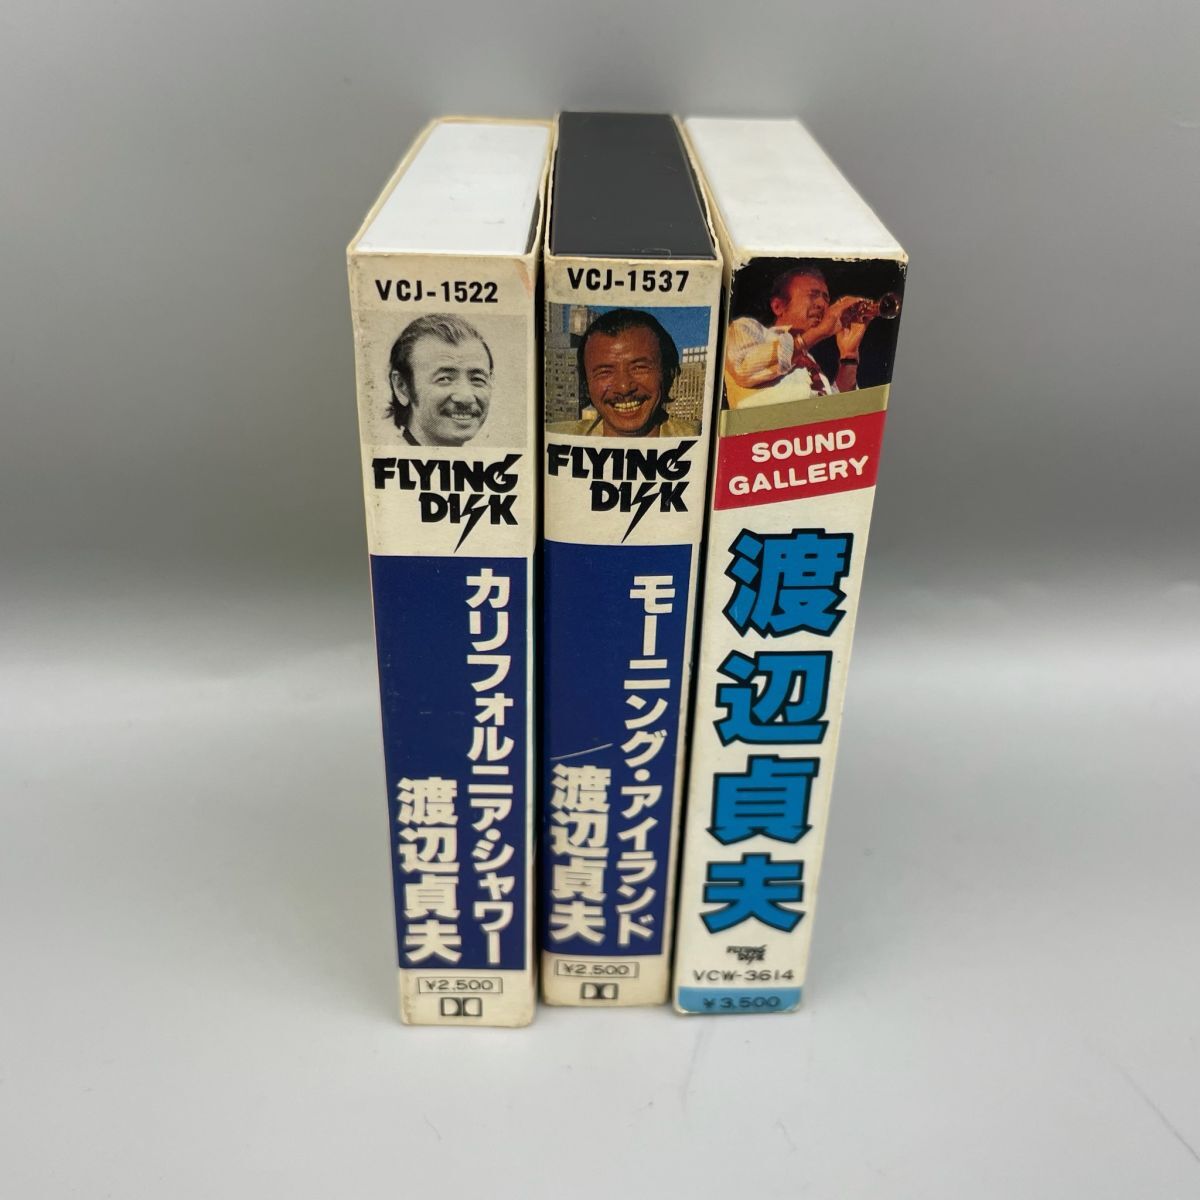 VCJ-1522
FLYING
DISK
カリフォルニア・シャワー
渡辺貞夫
¥2,500
VCJ-1537
FLYING
DISK
モーニング・アイランド
渡辺貞夫
¥2,500
SOUND
GALLERY
渡辺貞夫
FLYING
DISK
VCW-3614
¥3,500